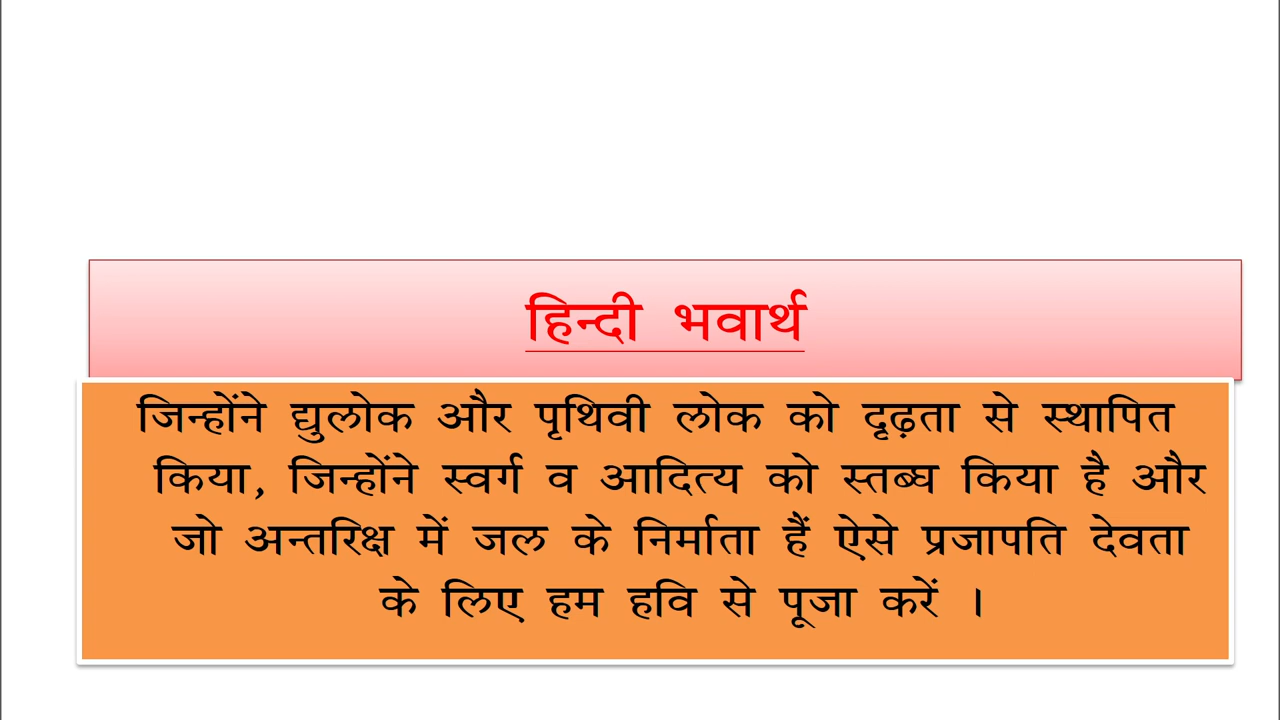 हिन्दी भवार्थ
जिन्होंने द्युलोक और पृथिवी लोक को दृढ़ता से स्थापित
किया, जिन्होंने स्वर्ग व आदित्य को स्तब्घ किया है और
जो अन्तरिक्ष में जल के निर्माता हैं ऐसे प्रजापति देवता
के लिए हम हवि से पूजा करें ।